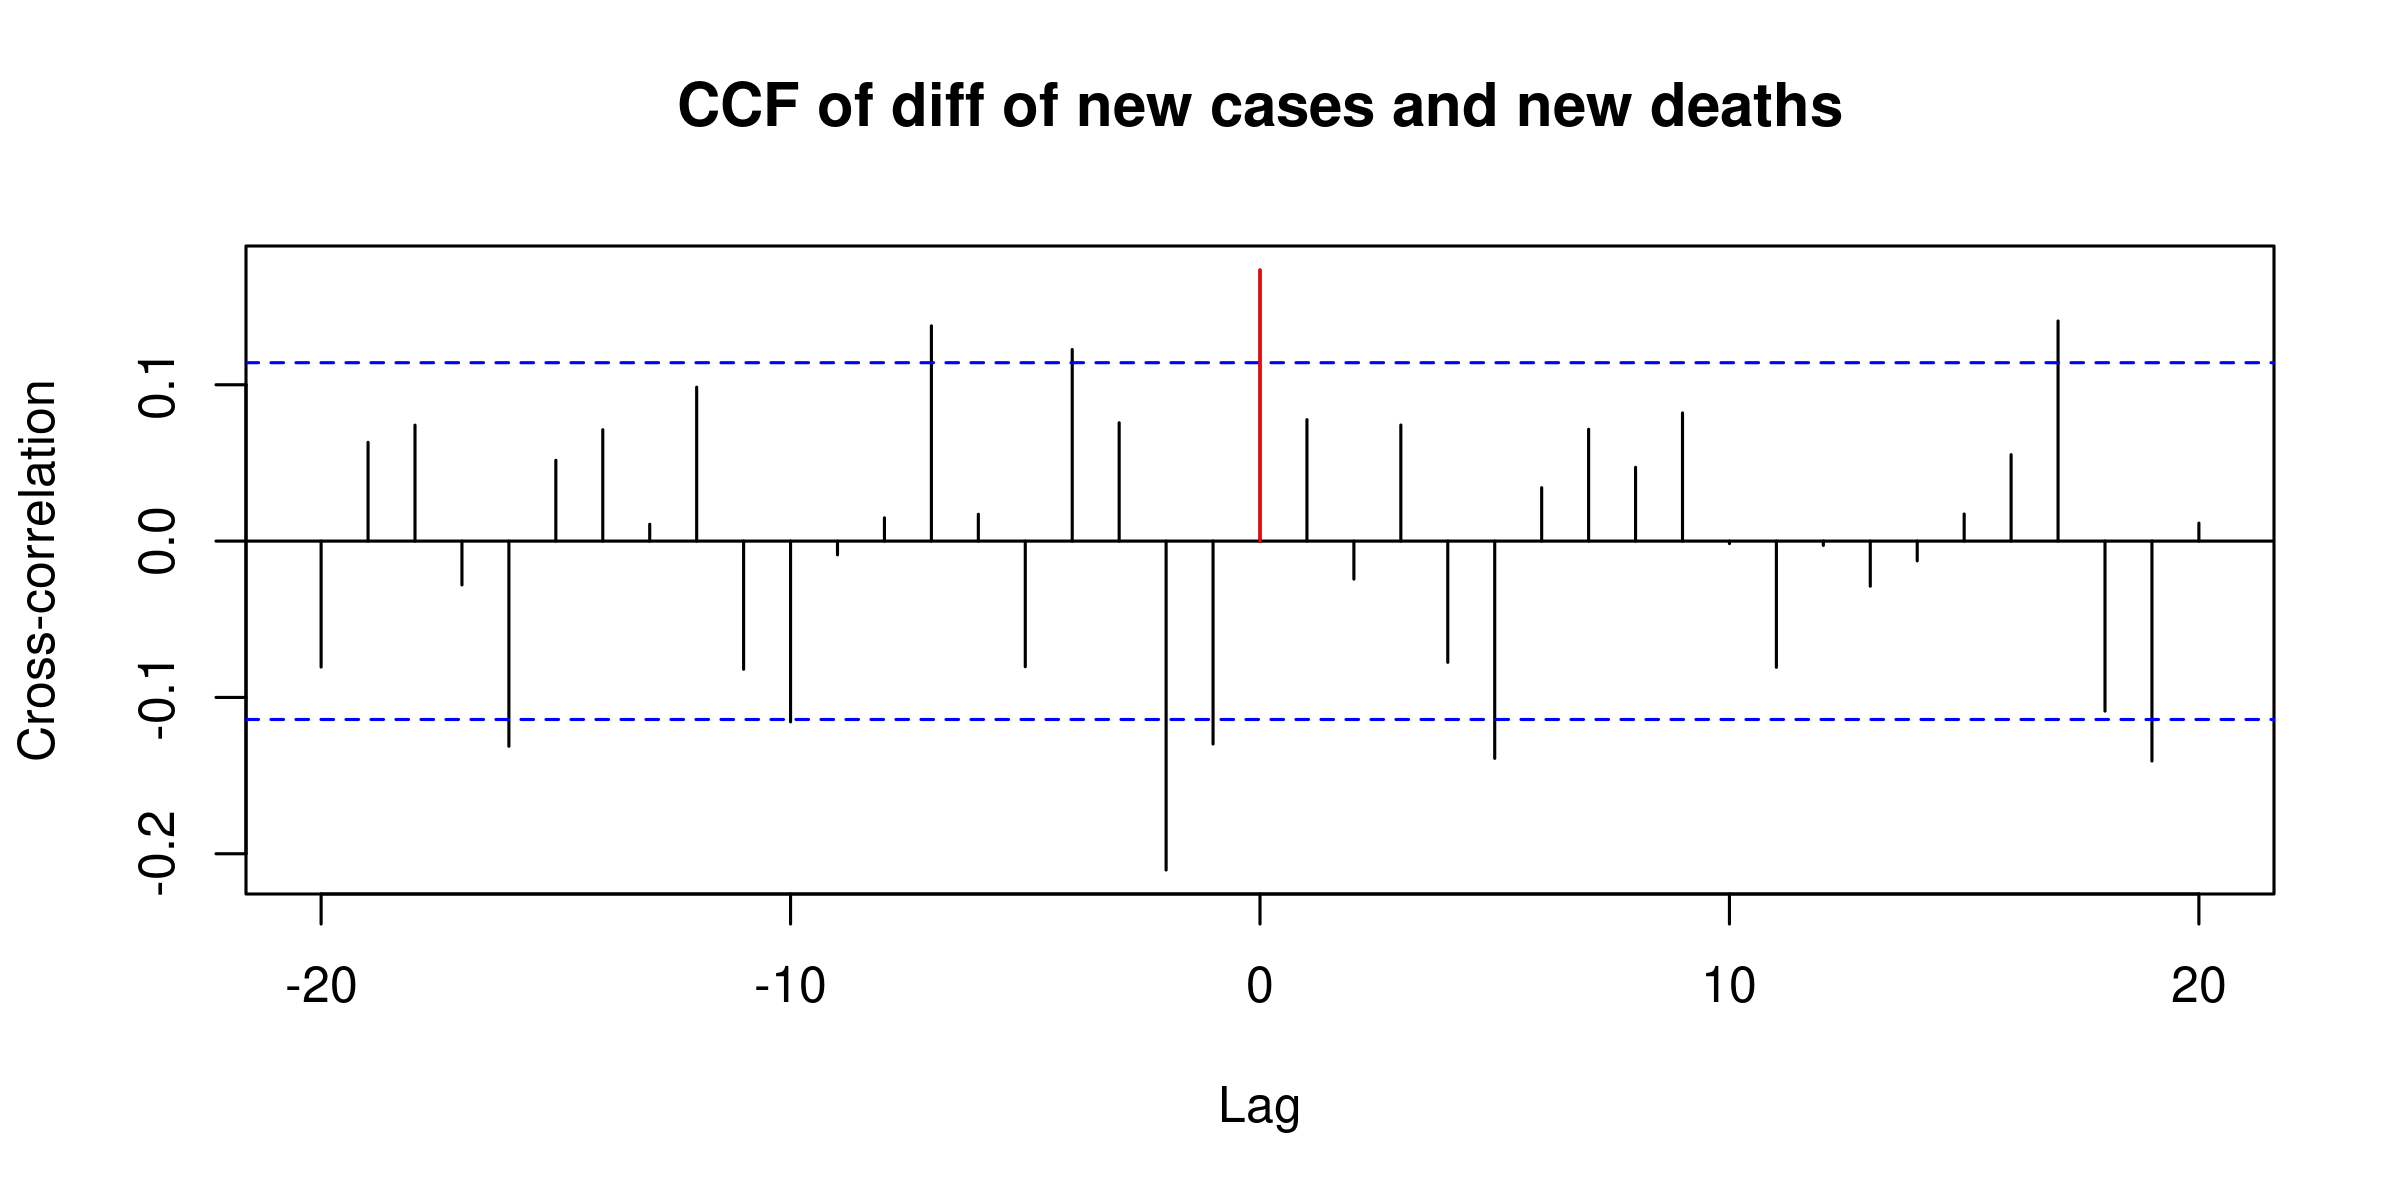 CCF of diff of new cases and new deaths
Cross-correlation
0.1
0.0
-0.1
-0.2
-20 -10 0 10 20
Lag